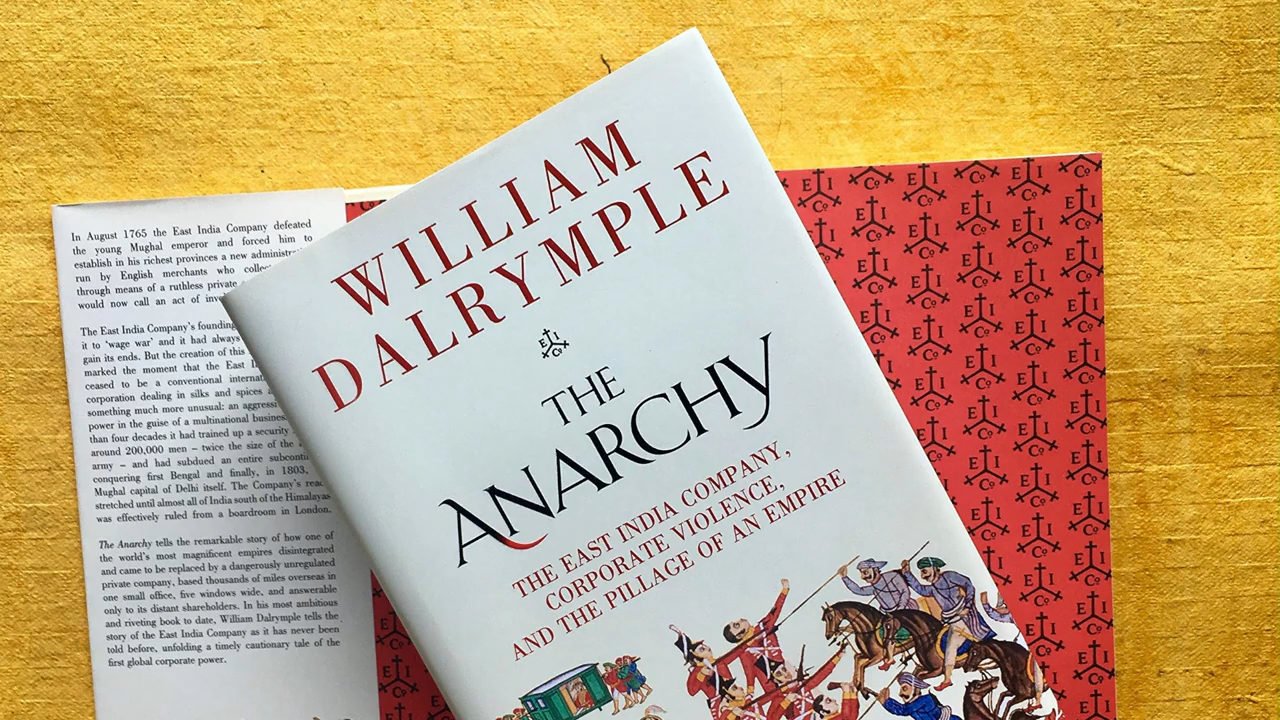 In August 1765 the East India Company defeated
the young Mughal emperor and forced him to
establish in his richest provinces a new
run by English merchants who
through means of a ruthless private
would now call an act of
The East India Company's founding
it to 'wage war' and it had always
gain its ends. But the creation of this
marked the moment that the East
ceased to be a conventional
corporation dealing in silks and spices
something much more unusual: an
power in the guise of a multinational
than four decades it had trained up a security
around 200,000 men – twice the size of the
army – and had subdued an entire
conquering first Bengal and finally, in 1803,
Mughal capital of Delhi itself. The Company's
stretched until almost all of India south of the Himalayas
was effectively ruled from a boardroom in London.
The Anarchy tells the remarkable story of how one of
the world's most magnificent empires disintegrated
and came to be replaced by a dangerously unregulated
private company, based thousands of miles overseas in
one small office, five windows wide, and answerable
only to its distant shareholders. In his most ambitious
and riveting book to date, William Dalrymple tells the
story of the East India Company as it has never been
told before, unfolding a timely cautionary tale of the
first global corporate power.
WILLIAM
DALRYMPLE
E I
Co
THE
ANARCHY
THE EAST INDIA COMPANY,
CORPORATE VIOLENCE,
AND THE PILLAGE OF AN EMPIRE
E I
Co